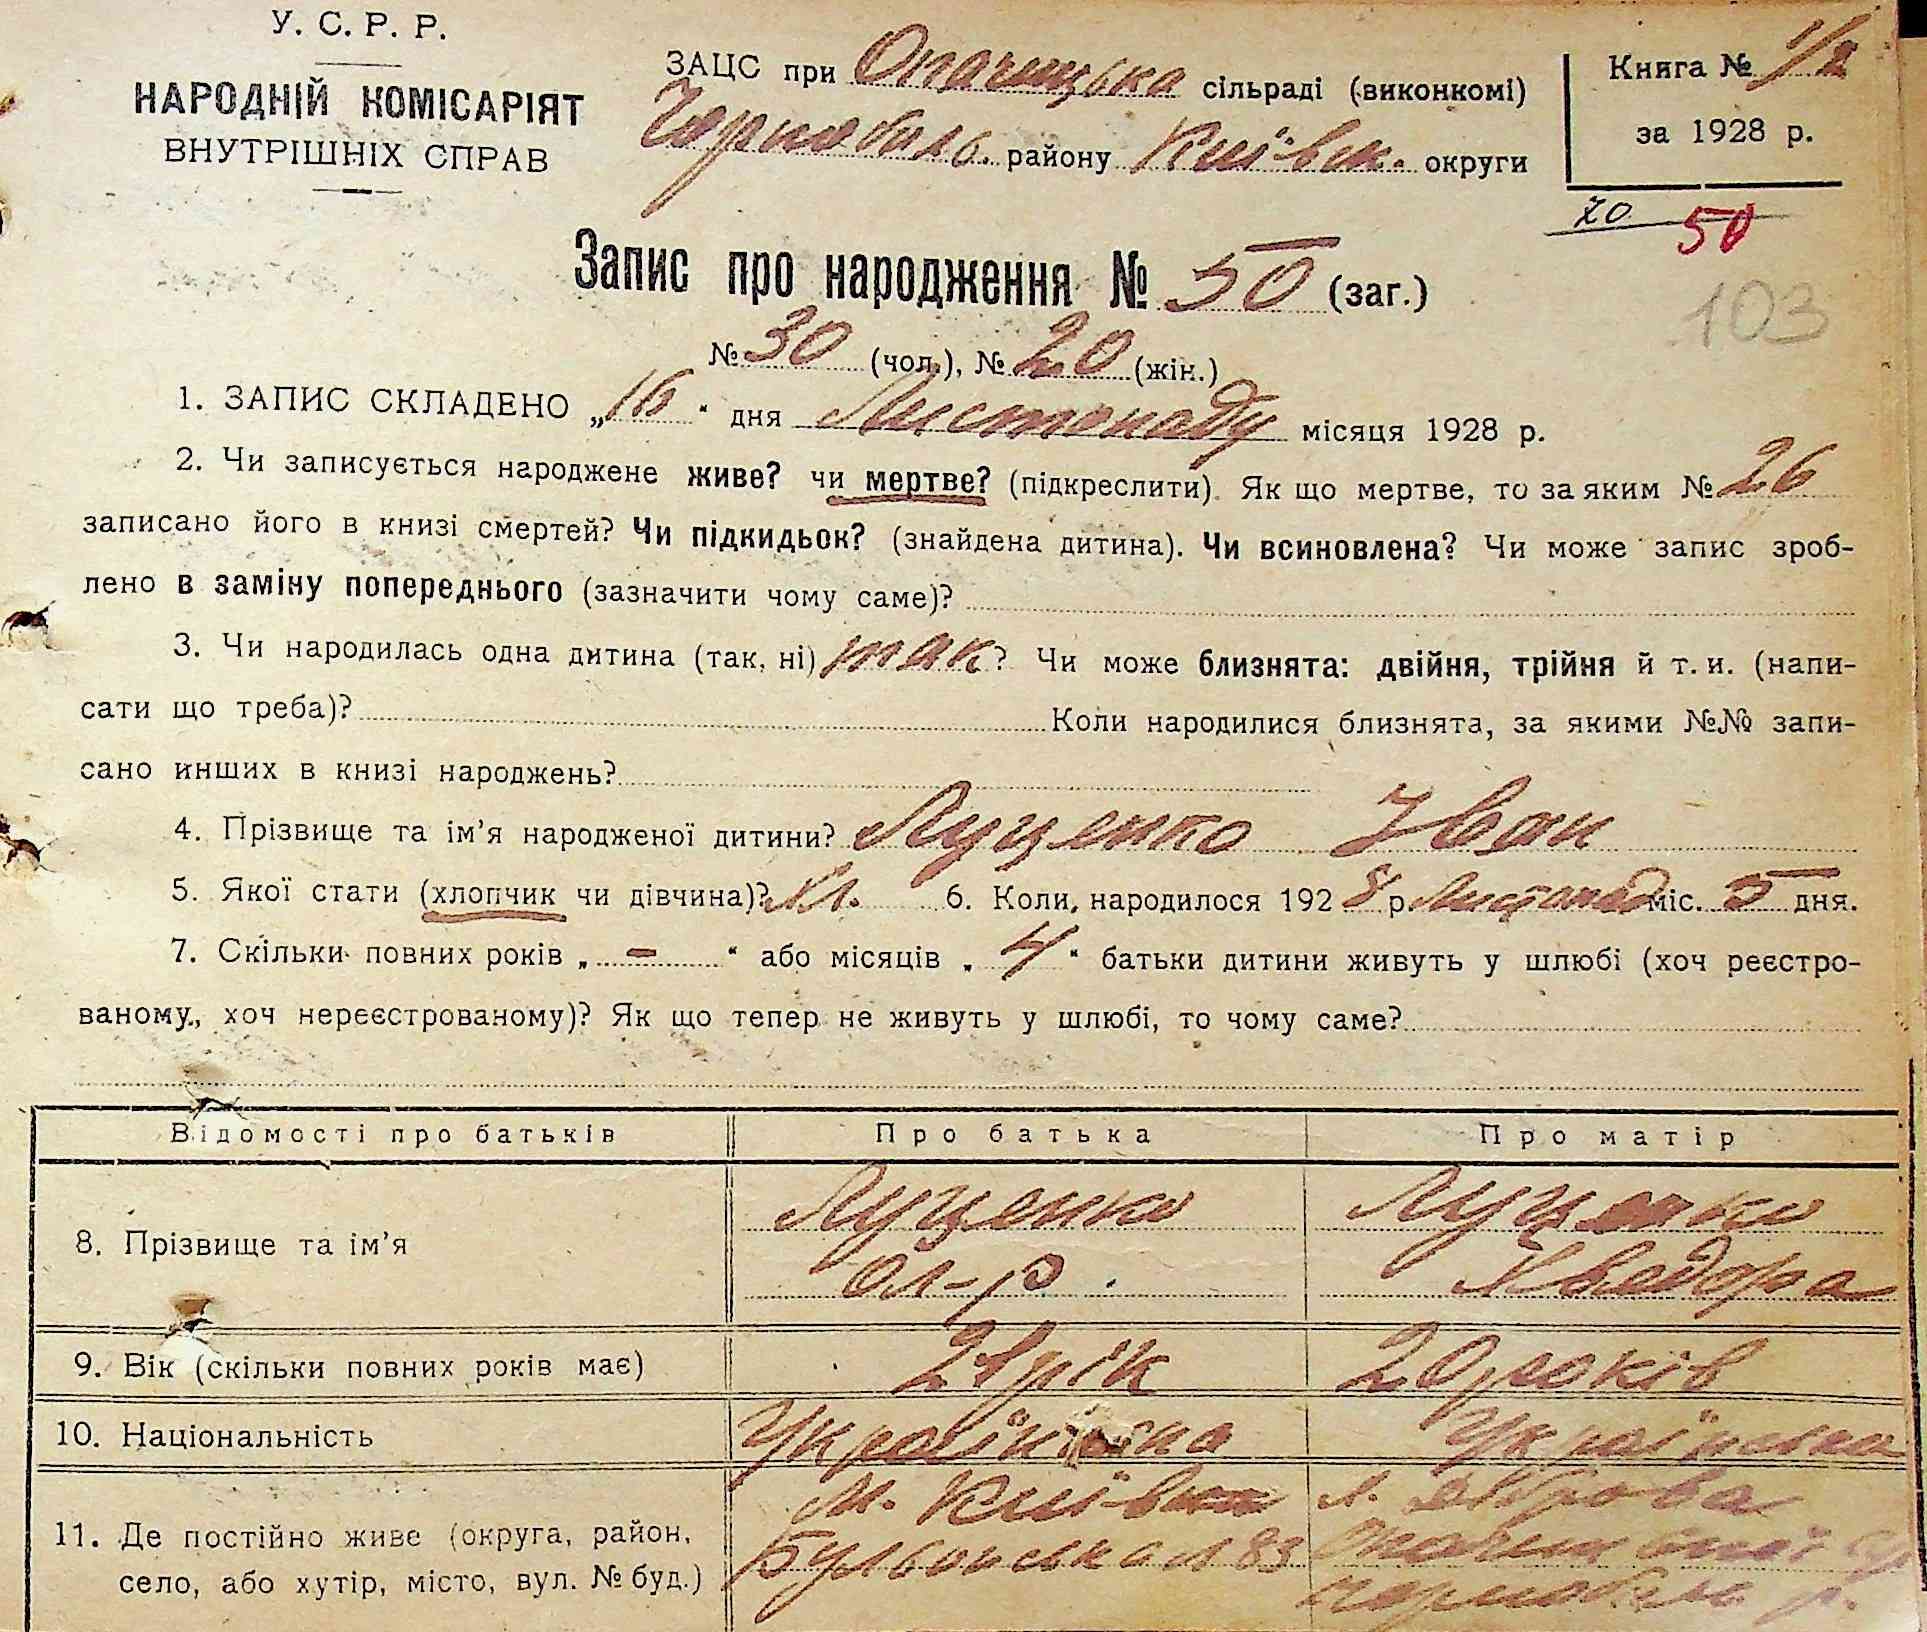 У. С. Р. Р.
НАРОДНІЙ КОМІСАРІЯТ
ВНУТРІШНІХ СПРАВ
ЗАЦС при Опачицька сільраді (виконкомі)
Чорнобил. району Київськ. округи
Книга № 1/2
за 1928 р.
20 50
Запис про народження № 50 (заг.)
103
№ 30 (чол.), № 20 (жін.)
1. ЗАПИС СКЛАДЕНО „16“ дня Листопаду місяця 1928 р.
2. Чи записується народжене живе? чи мертве? (підкреслити). Як що мертве, то за яким № 26
записано його в книзі смертей? Чи підкидьок? (знайдена дитина). Чи всиновлена? Чи може запис зроб-
лено в заміну попереднього (зазначити чому саме)?
3. Чи народилась одна дитина (так, ні) так? Чи може близнята: двійня, трійня й т. и. (напи-
сати що треба)? Коли народилися близнята, за якими №№ запи-
сано инших в книзі народжень?
4. Прізвище та ім’я народженої дитини? Луценко Іван
5. Якої стати (хлопчик чи дівчина)? хл. 6. Коли народилося 1928 р. Листопад міс. 5 дня.
7. Скільки повних років „ - “ або місяців „ 4 “ батьки дитини живуть у шлюбі (хоч реєстро-
ваному, хоч нереєстрованому)? Як що тепер не живуть у шлюбі, то чому саме?
Відомості про батьків Про батька Про матір
8. Прізвище та ім’я Луценко Луценко
Ол-р. Хведора
9. Вік (скільки повних років має) рік 20 років
10. Національність Українська Українська
11. Де постійно живе (округа, район, м. Київ
село, або хутір, місто, вул. № буд.) 83
Чорнобил. р.